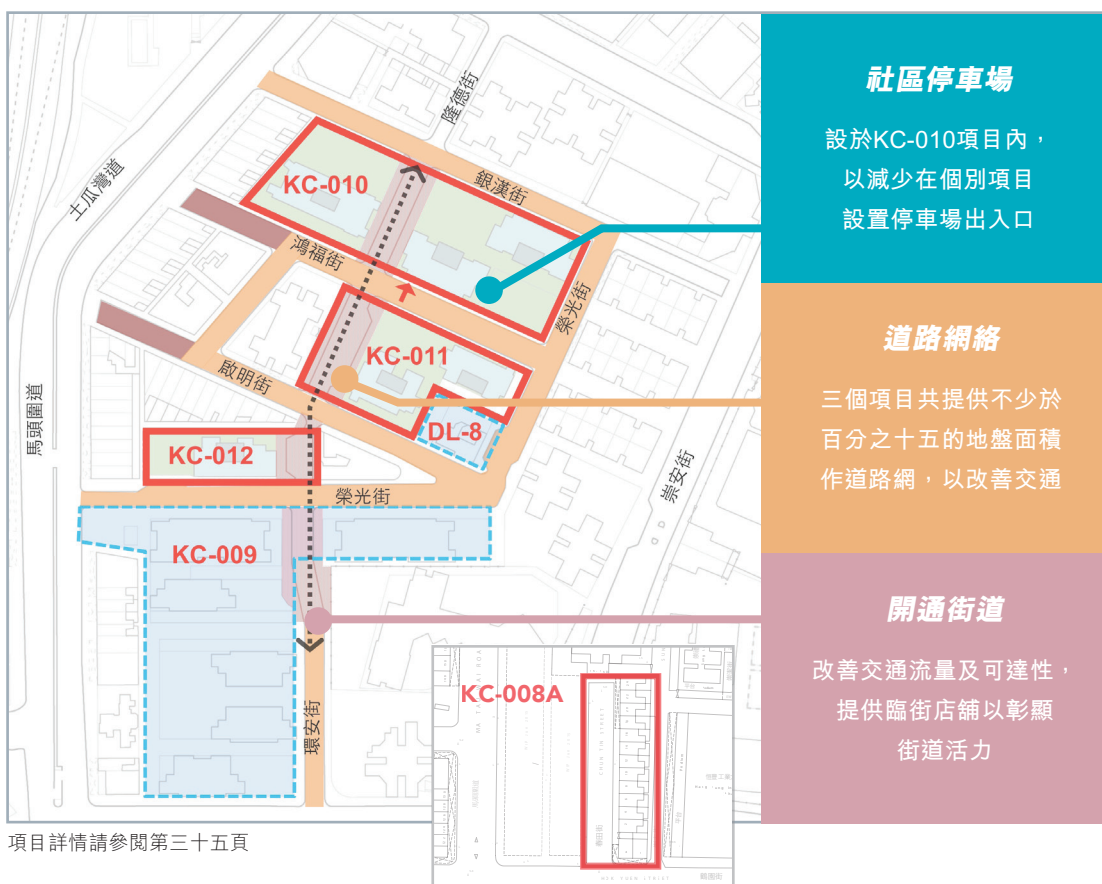 隆德街
土瓜灣道
KC-010
銀漢街
鴻福街
榮光街
KC-011
啟明街
DL-8
馬頭圍道
KC-012
崇安街
榮光街
KC-009
環安街
KC-008A
春田街
社區停車場
設於KC-010項目內，
以減少在個別項目
設置停車場出入口
道路網絡
三個項目共提供不少於
百分之十五的地盤面積
作道路網，以改善交通
開通街道
改善交通流量及可達性，
提供臨街店舖以彰顯
街道活力
項目詳情請參閱第三十五頁